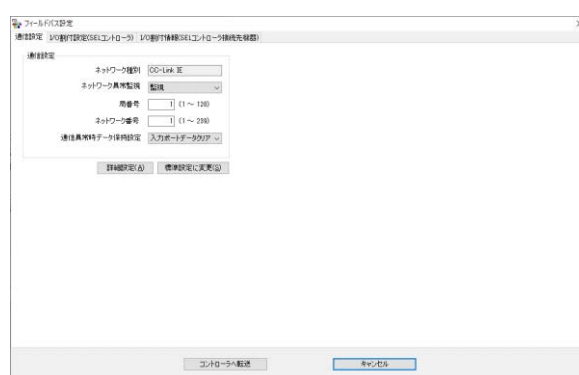 フィールドバス設定
通信設定 I/O割付設定(SELコントローラ) I/O割付情報(SELコントローラ接続先機器)
通信設定
ネットワーク種別 CC-Link IE
ネットワーク異常監視 監視
局番号 1 (1 ～ 120)
ネットワーク番号 1 (1 ～ 239)
通信異常時データ保持設定 入力ポートデータクリア
詳細設定(A) 標準設定に変更(S)
コントローラへ転送 キャンセル